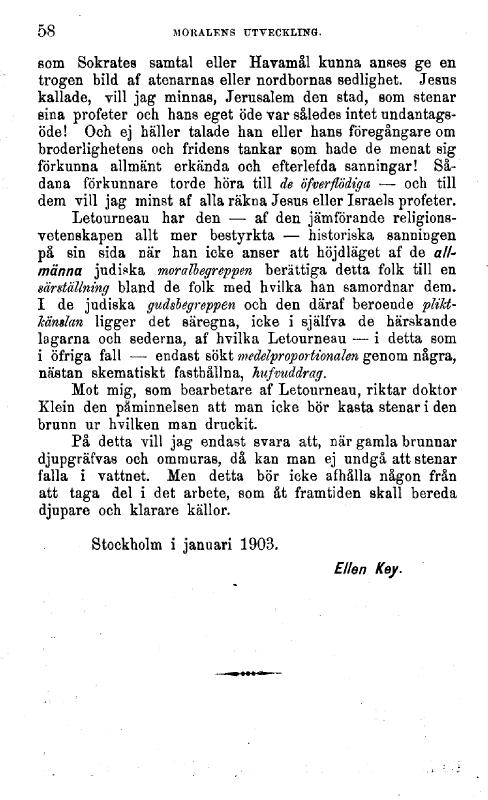 58 MORALENS UTVECKLING.
som Sokrates samtal eller Havamål kunna anses ge en
trogen bild af atenarnas eller nordbornas sedlighet. Jesus
kallade, vill jag minnas, Jerusalem den stad, som stenar
sina profeter och hans eget öde var således intet undantags-
öde! Och ej häller talade han eller hans föregångare om
broderlighetens och fridens tankar som hade de menat sig
förkunna allmänt erkända och efterlefda sanningar! Så-
dana förkunnare torde höra till de öfverflödiga — och till
dem vill jag minst af alla räkna Jesus eller Israels profeter.
Letourneau har den — af den jämförande religions-
vetenskapen allt mer bestyrkta — historiska sanningen
på sin sida när han icke anser att höjdläget af de all-
männa judiska moralbegreppen berättiga detta folk till en
särställning bland de folk med hvilka han samordnar dem.
I de judiska gudsbegreppen och den däraf beroende plikt-
känslan ligger det säregna, icke i själfva de härskande
lagarna och sederna, af hvilka Letourneau — i detta som
i öfriga fall — endast sökt medelproportionalen genom några,
nästan skematiskt fasthållna, hufvuddrag.
Mot mig, som bearbetare af Letourneau, riktar doktor
Klein den påminnelsen att man icke bör kasta stenar i den
brunn ur hvilken man druckit.
På detta vill jag endast svara att, när gamla brunnar
djupgräfvas och ommuras, då kan man ej undgå att stenar
falla i vattnet. Men detta bör icke afhålla någon från
att taga del i det arbete, som åt framtiden skall bereda
djupare och klarare källor.
Stockholm i januari 1903.
Ellen Key.